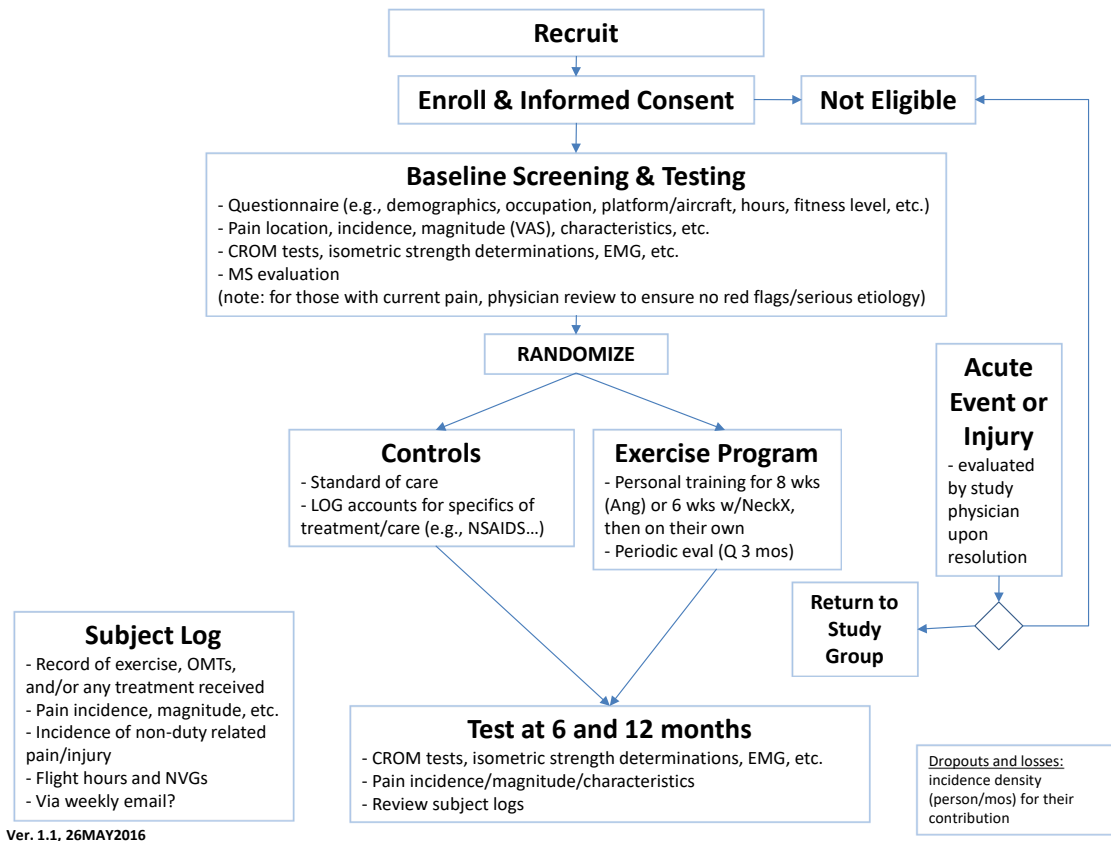 Recruit
Enroll & Informed Consent
Not Eligible
Baseline Screening & Testing
- Questionnaire (e.g., demographics, occupation, platform/aircraft, hours, fitness level, etc.)
- Pain location, incidence, magnitude (VAS), characteristics, etc.
- CROM tests, isometric strength determinations, EMG, etc.
- MS evaluation
(note: for those with current pain, physician review to ensure no red flags/serious etiology)
RANDOMIZE
Controls
- Standard of care
- LOG accounts for specifics of
treatment/care (e.g., NSAIDS...)
Exercise Program
- Personal training for 8 wks
(Ang) or 6 wks w/NeckX,
then on their own
- Periodic eval (Q 3 mos)
Acute
Event or
Injury
- evaluated
by study
physician
upon
resolution
Return to
Study
Group
Subject Log
- Record of exercise, OMTs,
and/or any treatment received
- Pain incidence, magnitude, etc.
- Incidence of non-duty related
pain/injury
- Flight hours and NVGs
- Via weekly email?
Test at 6 and 12 months
- CROM tests, isometric strength determinations, EMG, etc.
- Pain incidence/magnitude/characteristics
- Review subject logs
Dropouts and losses:
incidence density
(person/mos) for their
contribution
Ver. 1.1, 26MAY2016